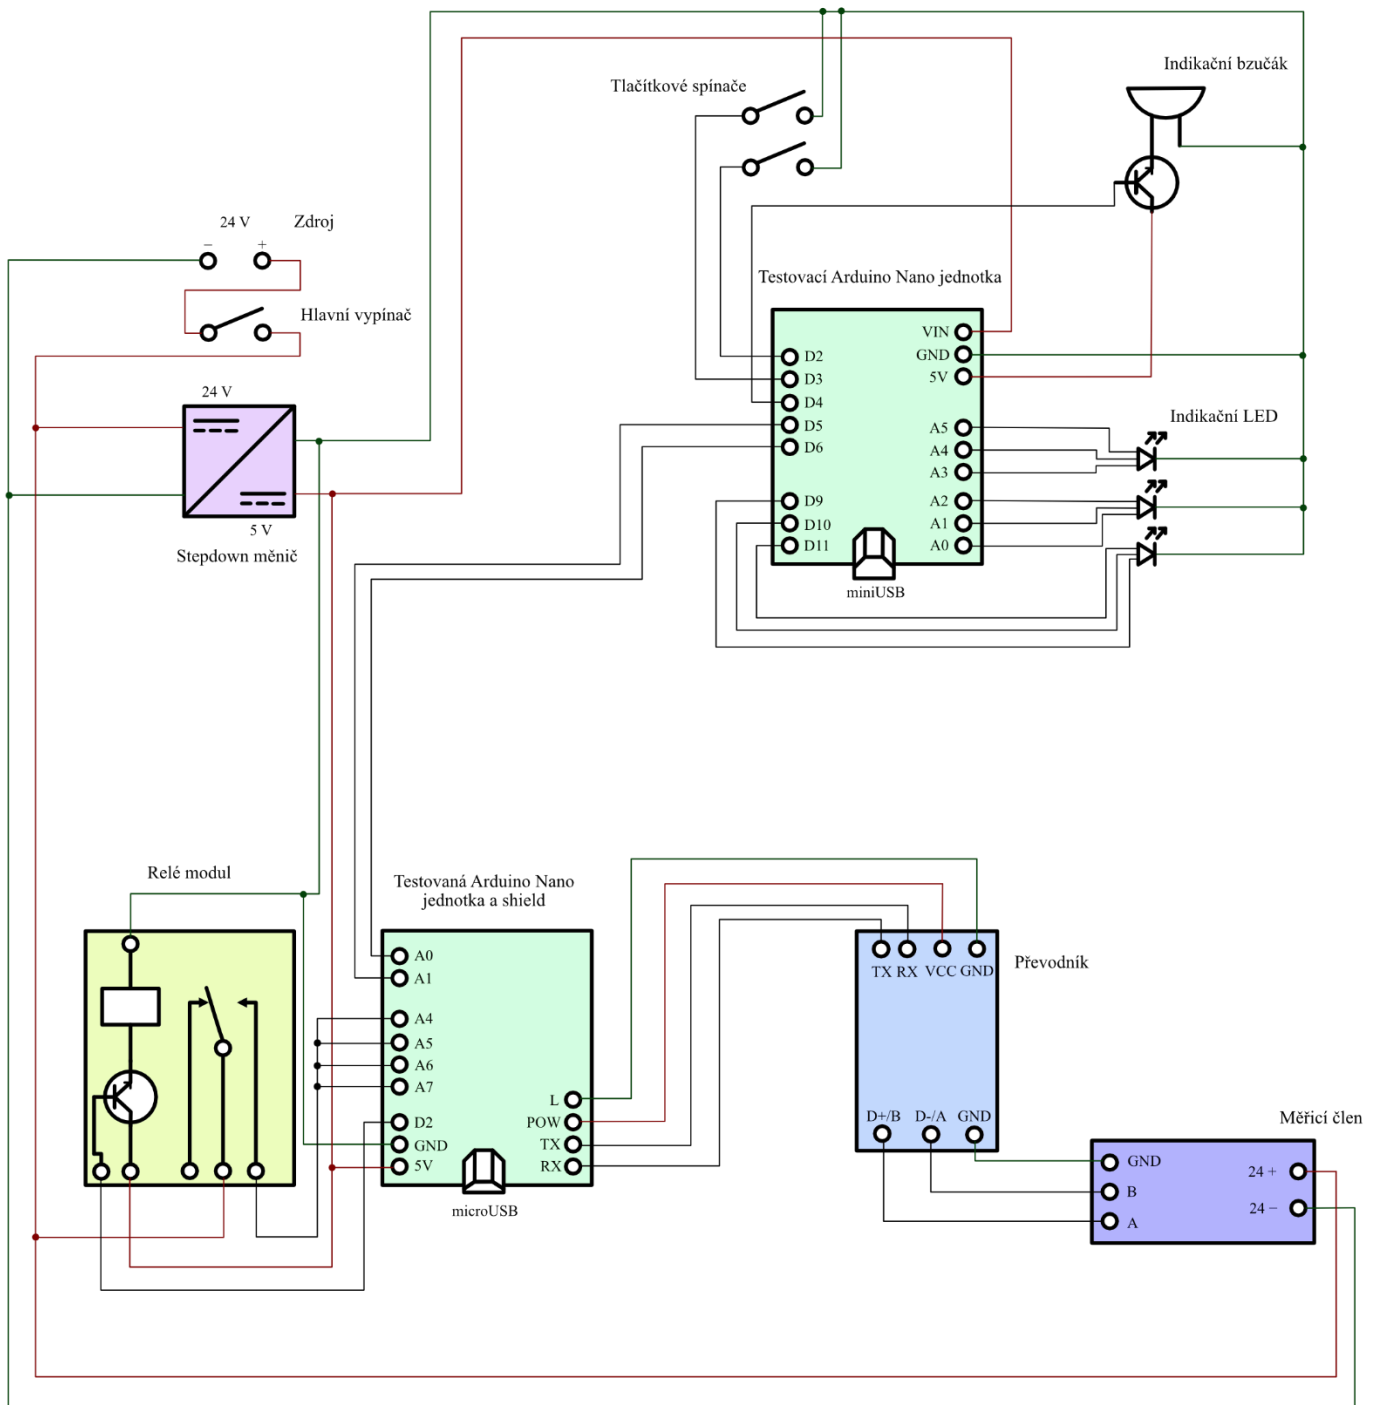 Indikační bzučák
Tlačítkové spínače
24 V
Zdroj
−
+
Hlavní vypínač
24 V
5 V
Stepdown měnič
Testovací Arduino Nano jednotka
VIN
GND
5V
D2
D3
D4
D5
D6
D9
D10
D11
A5
A4
A3
A2
A1
A0
miniUSB
Indikační LED
Relé modul
Testovaná Arduino Nano
jednotka a shield
A0
A1
A4
A5
A6
A7
D2
GND
5V
L
POW
TX
RX
microUSB
TX RX VCC GND
Převodník
D+/B D-/A GND
Měřicí člen
GND
B
A
24 +
24 −